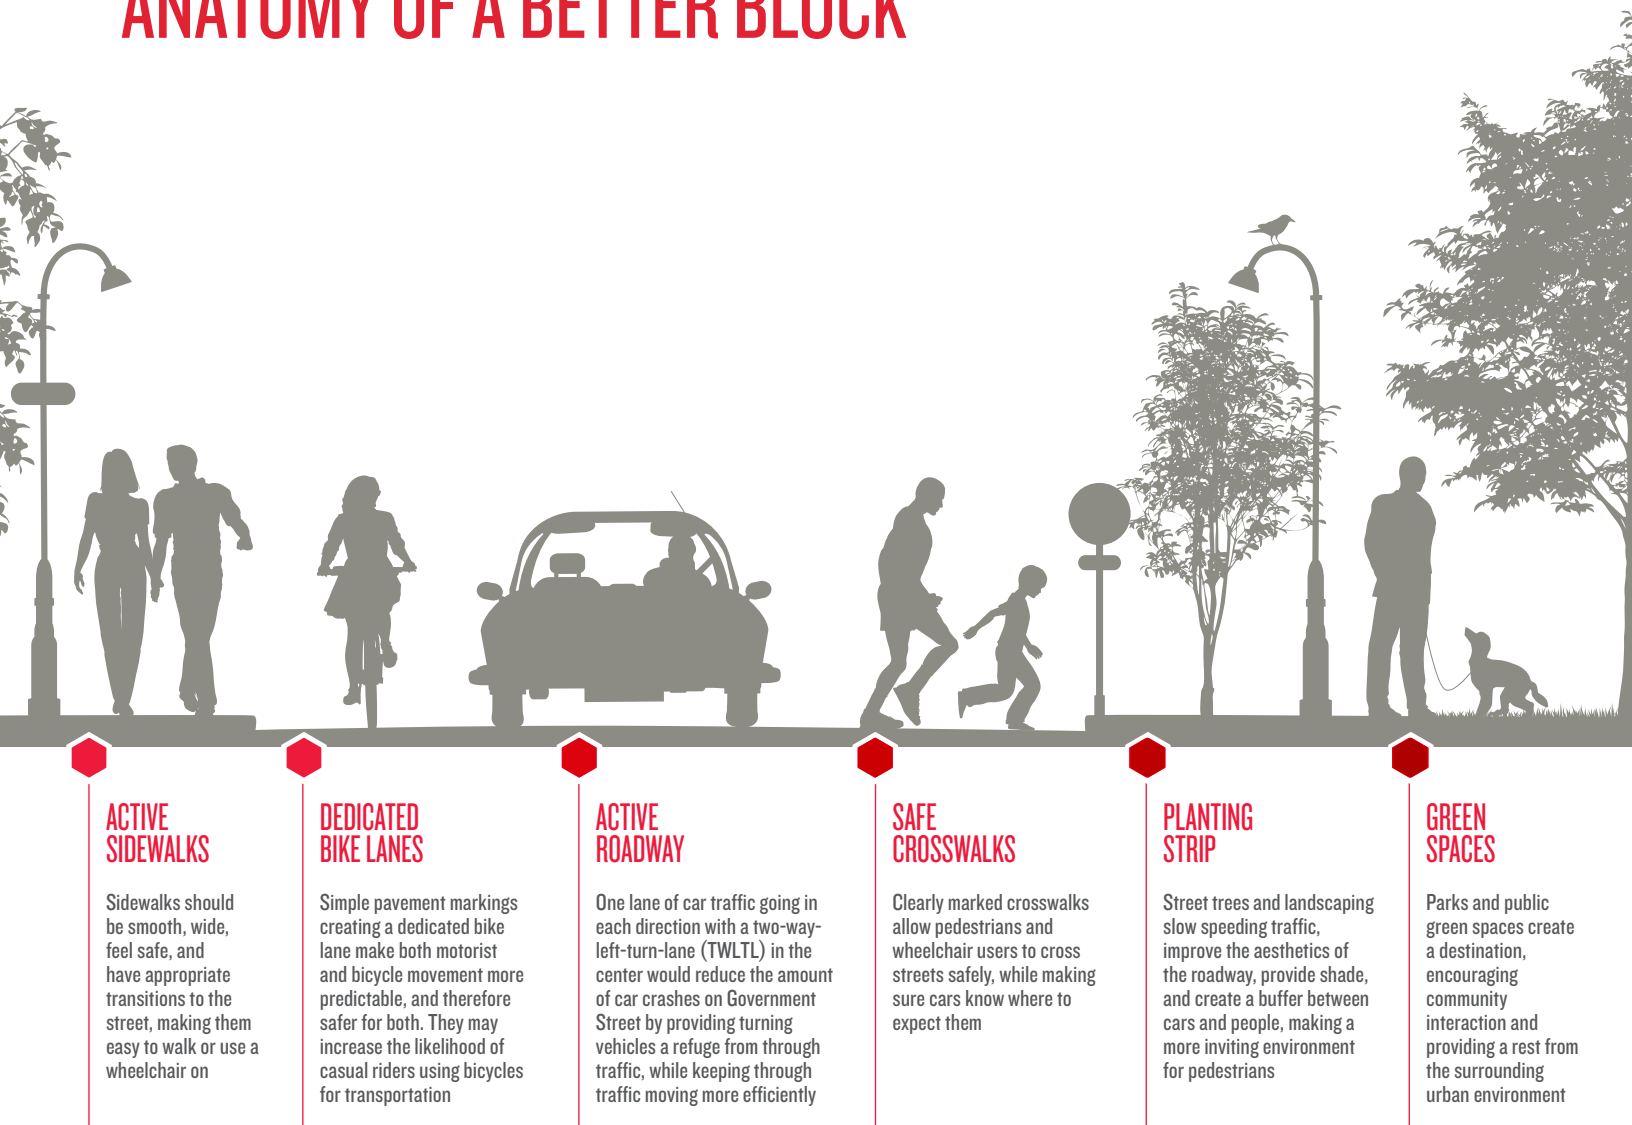 ANATOMY OF A BETTER BLOCK
ACTIVE
SIDEWALKS
Sidewalks should
be smooth, wide,
feel safe, and
have appropriate
transitions to the
street, making them
easy to walk or use a
wheelchair on
DEDICATED
BIKE LANES
Simple pavement markings
creating a dedicated bike
lane make both motorist
and bicycle movement more
predictable, and therefore
safer for both. They may
increase the likelihood of
casual riders using bicycles
for transportation
ACTIVE
ROADWAY
One lane of car traffic going in
each direction with a two-way-
left-turn-lane (TWLTL) in the
center would reduce the amount
of car crashes on Government
Street by providing turning
vehicles a refuge from through
traffic, while keeping through
traffic moving more efficiently
SAFE
CROSSWALKS
Clearly marked crosswalks
allow pedestrians and
wheelchair users to cross
streets safely, while making
sure cars know where to
expect them
PLANTING
STRIP
Street trees and landscaping
slow speeding traffic,
improve the aesthetics of
the roadway, provide shade,
and create a buffer between
cars and people, making a
more inviting environment
for pedestrians
GREEN
SPACES
Parks and public
green spaces create
a destination,
encouraging
community
interaction and
providing a rest from
the surrounding
urban environment